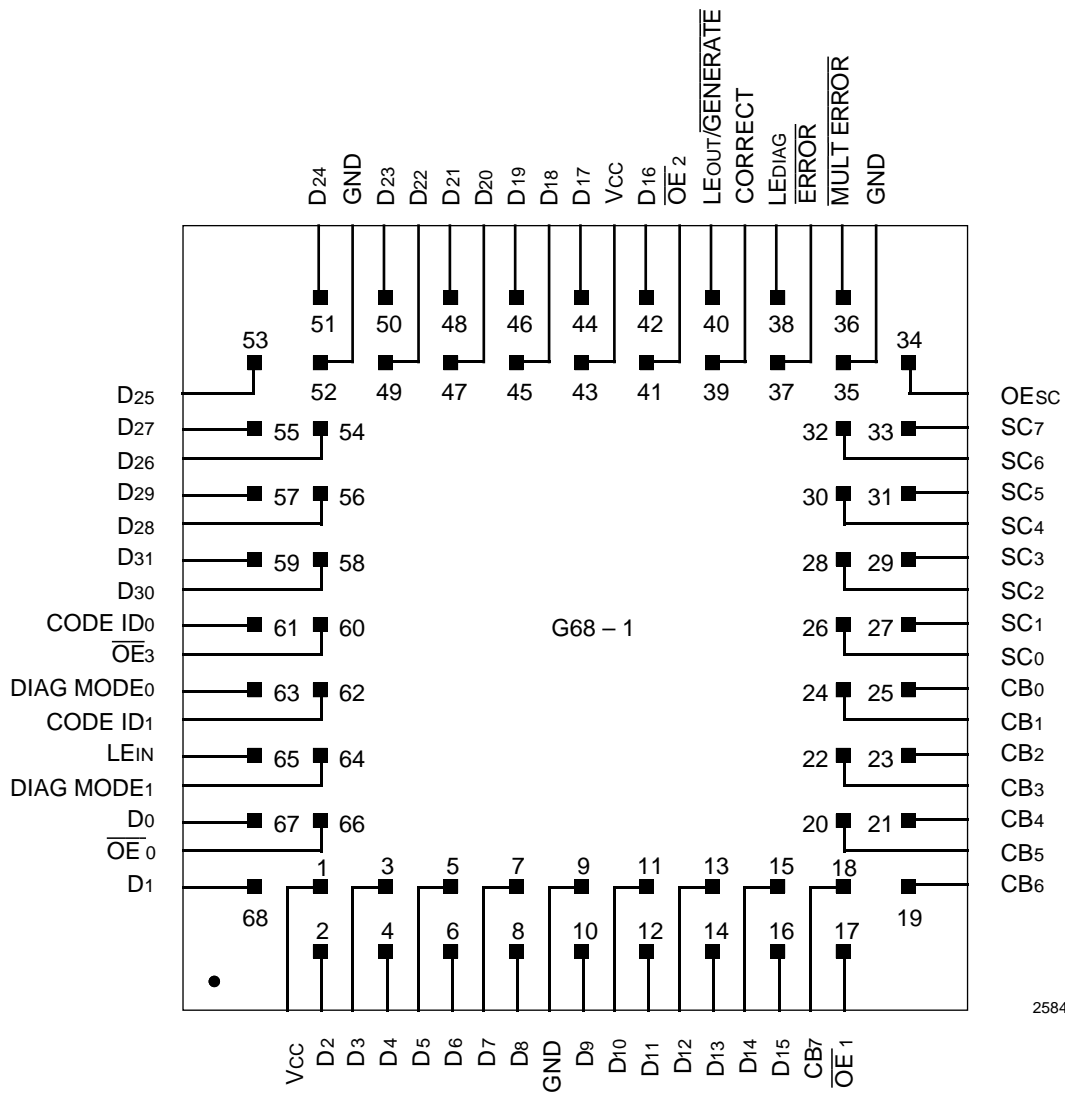 D24
GND
D23
D22
D21
D20
D19
D18
D17
VCC
D16
OE 2
LEOUT/GENERATE
CORRECT
LEDIAG
ERROR
MULT ERROR
GND
51 50 48 46 44 42 40 38 36
53 34
52 49 47 45 43 41 39 37 35
D25 OESC
D27 55 54 32 33 SC7
D26 SC6
D29 57 56 30 31 SC5
D28 SC4
D31 59 58 28 29 SC3
D30 SC2
CODE ID0 61 60 G68 – 1 26 27 SC1
OE3 SC0
DIAG MODE0 63 62 24 25 CB0
CODE ID1 CB1
LEIN 65 64 22 23 CB2
DIAG MODE1 CB3
D0 67 66 20 21 CB4
OE 0 CB5
1 3 5 7 9 11 13 15 18
D1 CB6
68 19
2 4 6 8 10 12 14 16 17
2584
VCC
D2
D3
D4
D5
D6
D7
D8
GND
D9
D10
D11
D12
D13
D14
D15
CB7
OE 1